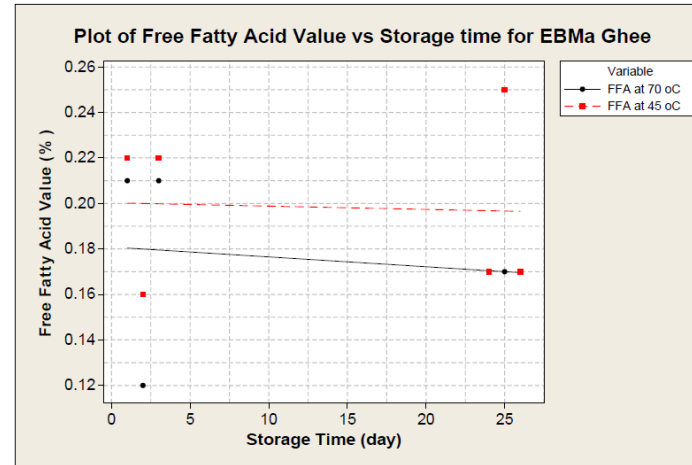 Plot of Free Fatty Acid Value vs Storage time for EBMa Ghee
Variable
FFA at 70 oC
FFA at 45 oC
Free Fatty Acid Value (%)
0.26
0.24
0.22
0.20
0.18
0.16
0.14
0.12
0 5 10 15 20 25
Storage Time (day)